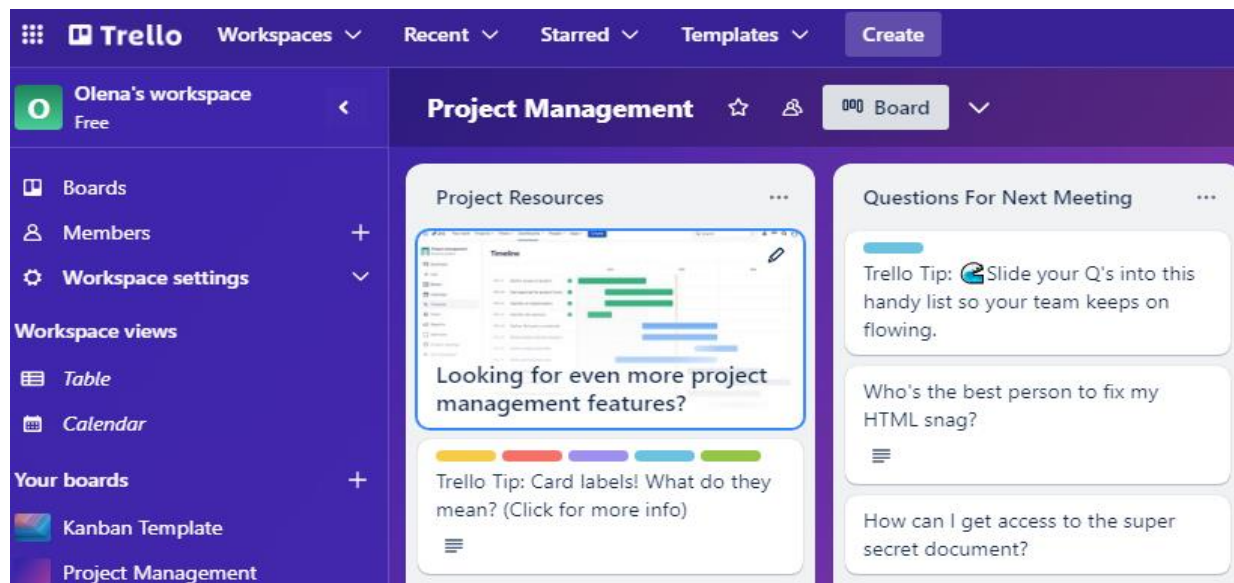 Trello Workspaces Recent Starred Templates Create
O Olena's workspace
Free
Project Management Board
Boards
Members
Workspace settings
Workspace views
Table
Calendar
Your boards
Kanban Template
Project Management
Project Resources
Timeline
Looking for even more project
management features?
Trello Tip: Card labels! What do they
mean? (Click for more info)
Questions For Next Meeting
Trello Tip: 🌊Slide your Q's into this
handy list so your team keeps on
flowing.
Who's the best person to fix my
HTML snag?
How can I get access to the super
secret document?